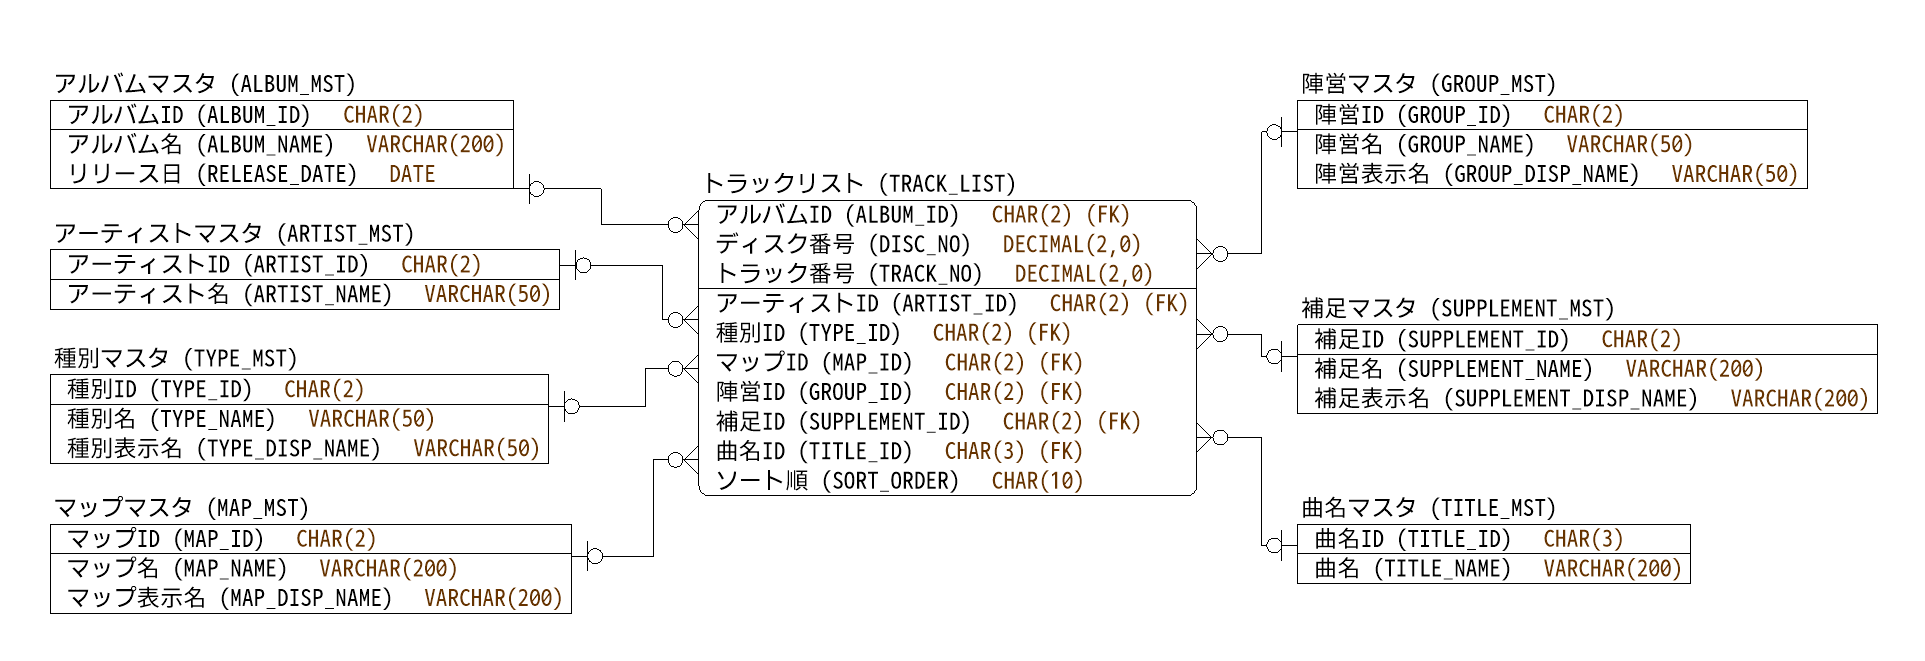 アルバムマスタ (ALBUM_MST)
アルバムID (ALBUM_ID) CHAR(2)
アルバム名 (ALBUM_NAME) VARCHAR(200)
リリース日 (RELEASE_DATE) DATE
アーティストマスタ (ARTIST_MST)
アーティストID (ARTIST_ID) CHAR(2)
アーティスト名 (ARTIST_NAME) VARCHAR(50)
種別マスタ (TYPE_MST)
種別ID (TYPE_ID) CHAR(2)
種別名 (TYPE_NAME) VARCHAR(50)
種別表示名 (TYPE_DISP_NAME) VARCHAR(50)
マップマスタ (MAP_MST)
マップID (MAP_ID) CHAR(2)
マップ名 (MAP_NAME) VARCHAR(200)
マップ表示名 (MAP_DISP_NAME) VARCHAR(200)
トラックリスト (TRACK_LIST)
アルバムID (ALBUM_ID) CHAR(2) (FK)
ディスク番号 (DISC_NO) DECIMAL(2,0)
トラック番号 (TRACK_NO) DECIMAL(2,0)
アーティストID (ARTIST_ID) CHAR(2) (FK)
種別ID (TYPE_ID) CHAR(2) (FK)
マップID (MAP_ID) CHAR(2) (FK)
陣営ID (GROUP_ID) CHAR(2) (FK)
補足ID (SUPPLEMENT_ID) CHAR(2) (FK)
曲名ID (TITLE_ID) CHAR(3) (FK)
ソート順 (SORT_ORDER) CHAR(10)
陣営マスタ (GROUP_MST)
陣営ID (GROUP_ID) CHAR(2)
陣営名 (GROUP_NAME) VARCHAR(50)
陣営表示名 (GROUP_DISP_NAME) VARCHAR(50)
補足マスタ (SUPPLEMENT_MST)
補足ID (SUPPLEMENT_ID) CHAR(2)
補足名 (SUPPLEMENT_NAME) VARCHAR(200)
補足表示名 (SUPPLEMENT_DISP_NAME) VARCHAR(200)
曲名マスタ (TITLE_MST)
曲名ID (TITLE_ID) CHAR(3)
曲名 (TITLE_NAME) VARCHAR(200)